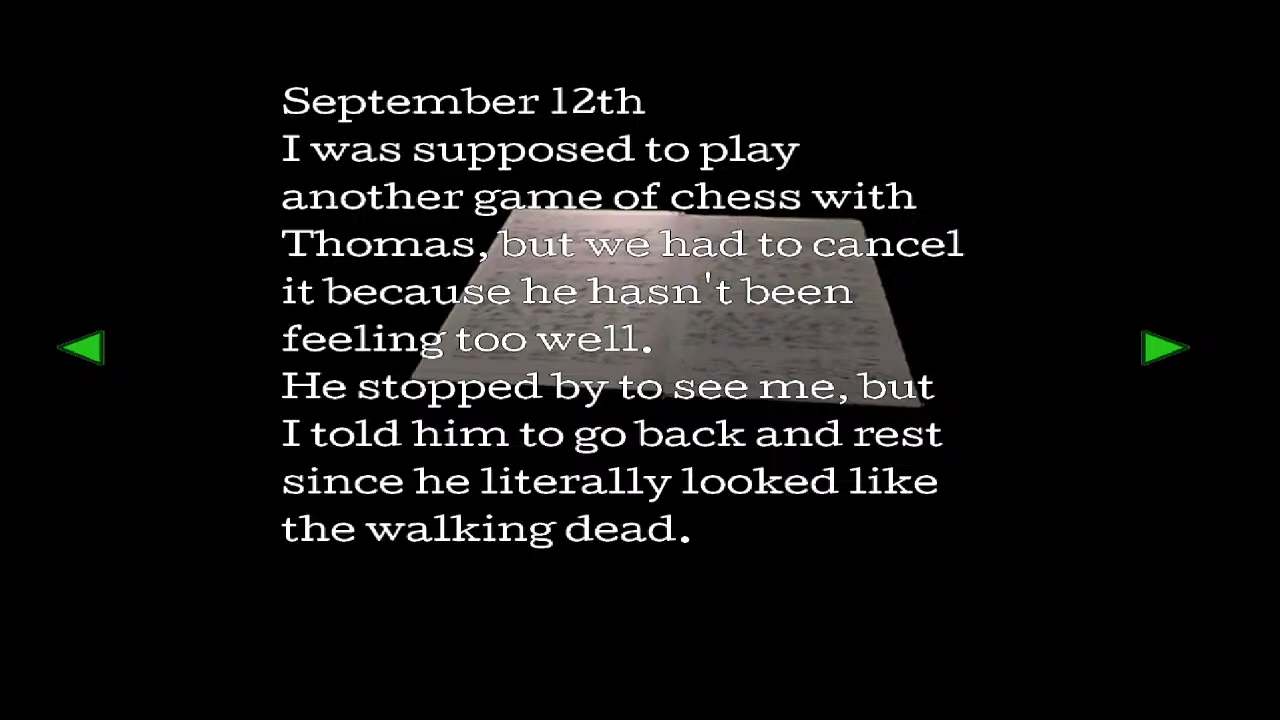 September 12th
I was supposed to play
another game of chess with
Thomas, but we had to cancel
it because he hasn't been
feeling too well.
He stopped by to see me, but
I told him to go back and rest
since he literally looked like
the walking dead.